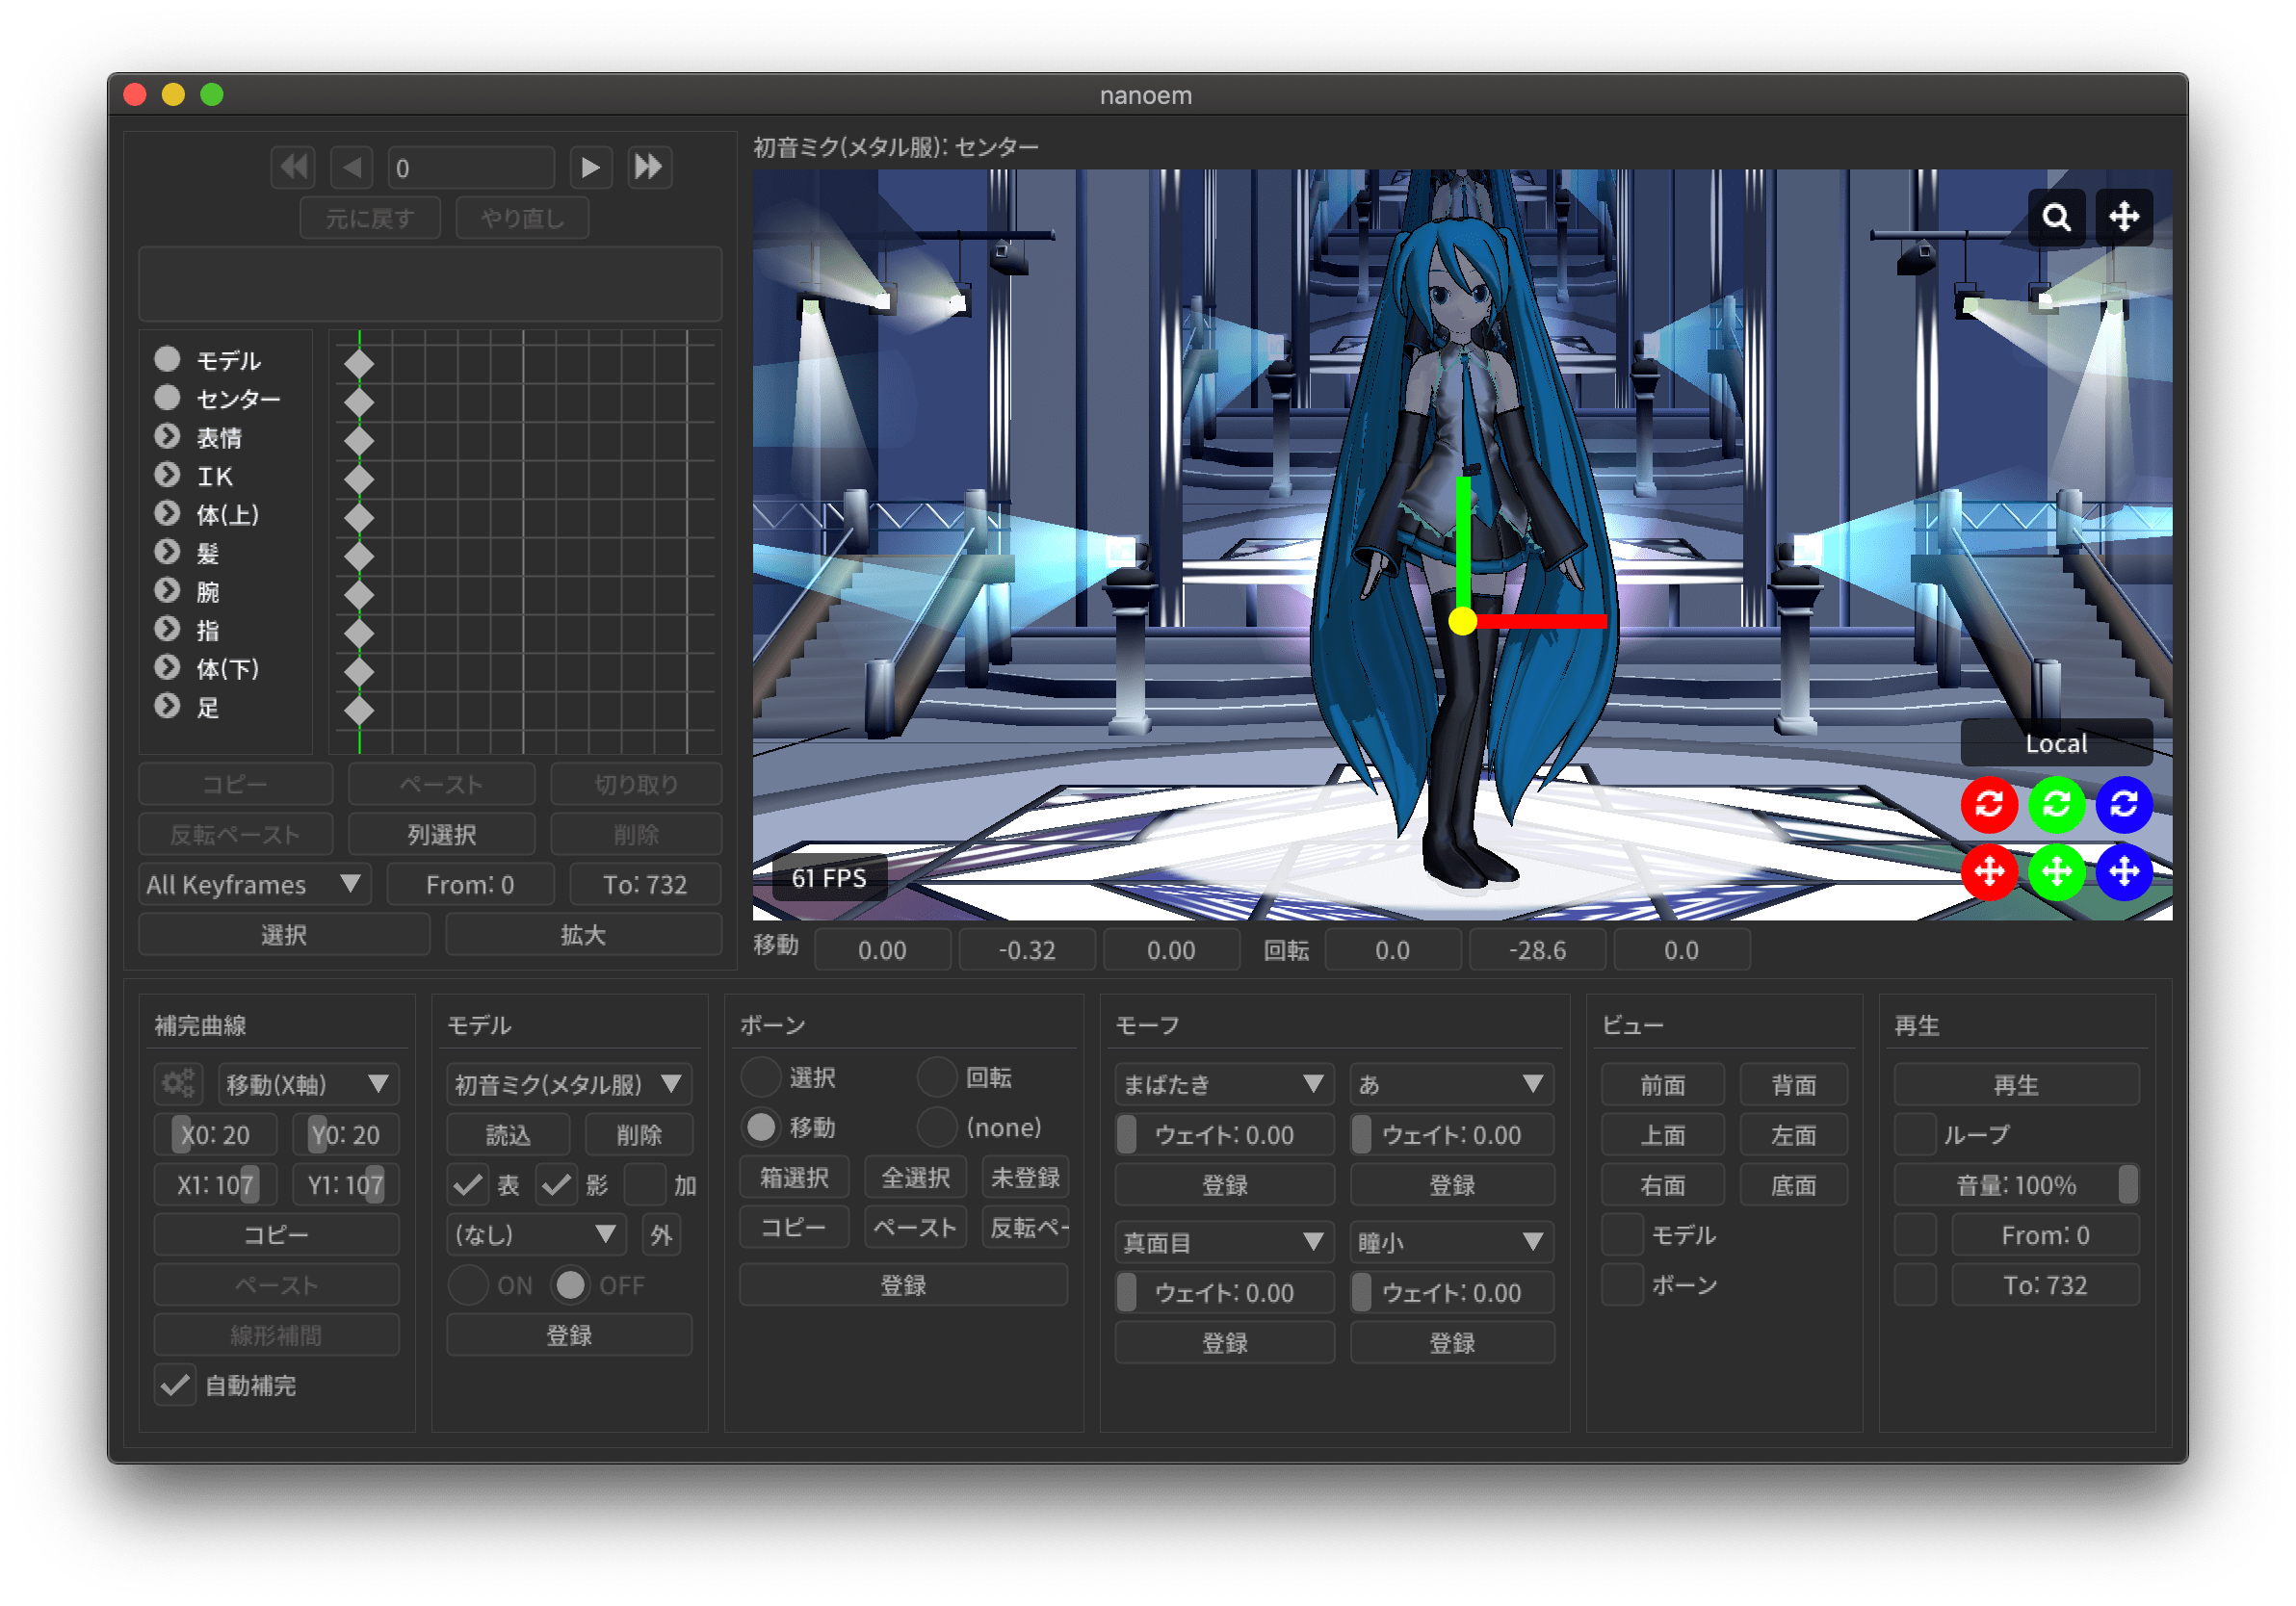 nanoem
0
元に戻す やり直し
モデル
センター
表情
IK
体(上)
髪
腕
指
体(下)
足
コピー ペースト 切り取り
反転ペースト 列選択 削除
All Keyframes From: 0 To: 732
選択 拡大
初音ミク(メタル服): センター
Local
61 FPS
移動 0.00 -0.32 0.00 回転 0.0 -28.6 0.0
補完曲線
移動(X軸)
X0: 20 Y0: 20
X1: 107 Y1: 107
コピー
ペースト
線形補間
自動補完
モデル
初音ミク(メタル服)
読込 削除
表 影 加
(なし) 外
ON OFF
登録
ボーン
選択 回転
移動 (none)
箱選択 全選択 未登録
コピー ペースト 反転ペー
登録
モーフ
まばたき あ
ウェイト: 0.00 ウェイト: 0.00
登録 登録
真面目 瞳小
ウェイト: 0.00 ウェイト: 0.00
登録 登録
ビュー
前面 背面
上面 左面
右面 底面
モデル
ボーン
再生
再生
ループ
音量: 100%
From: 0
To: 732